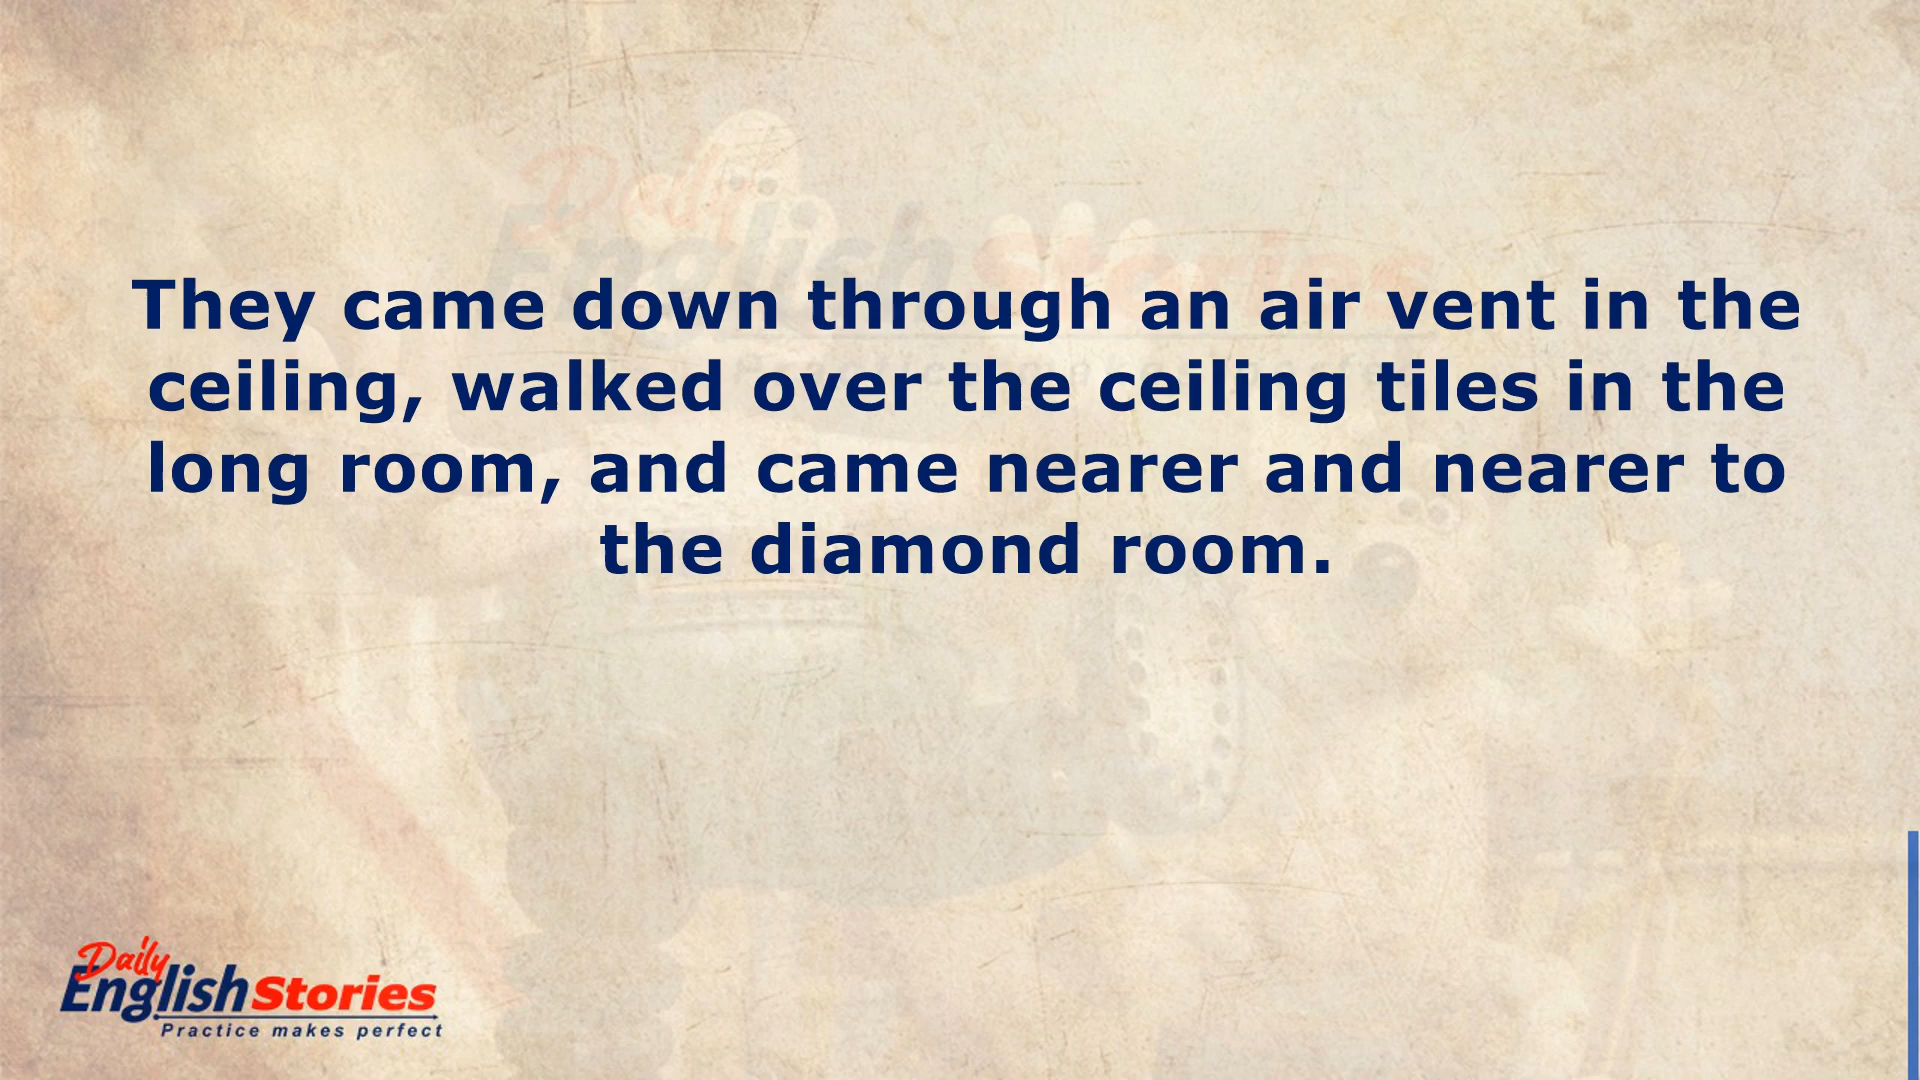 They came down through an air vent in the
ceiling, walked over the ceiling tiles in the
long room, and came nearer and nearer to
the diamond room.
Daily
English Stories
Practice makes perfect